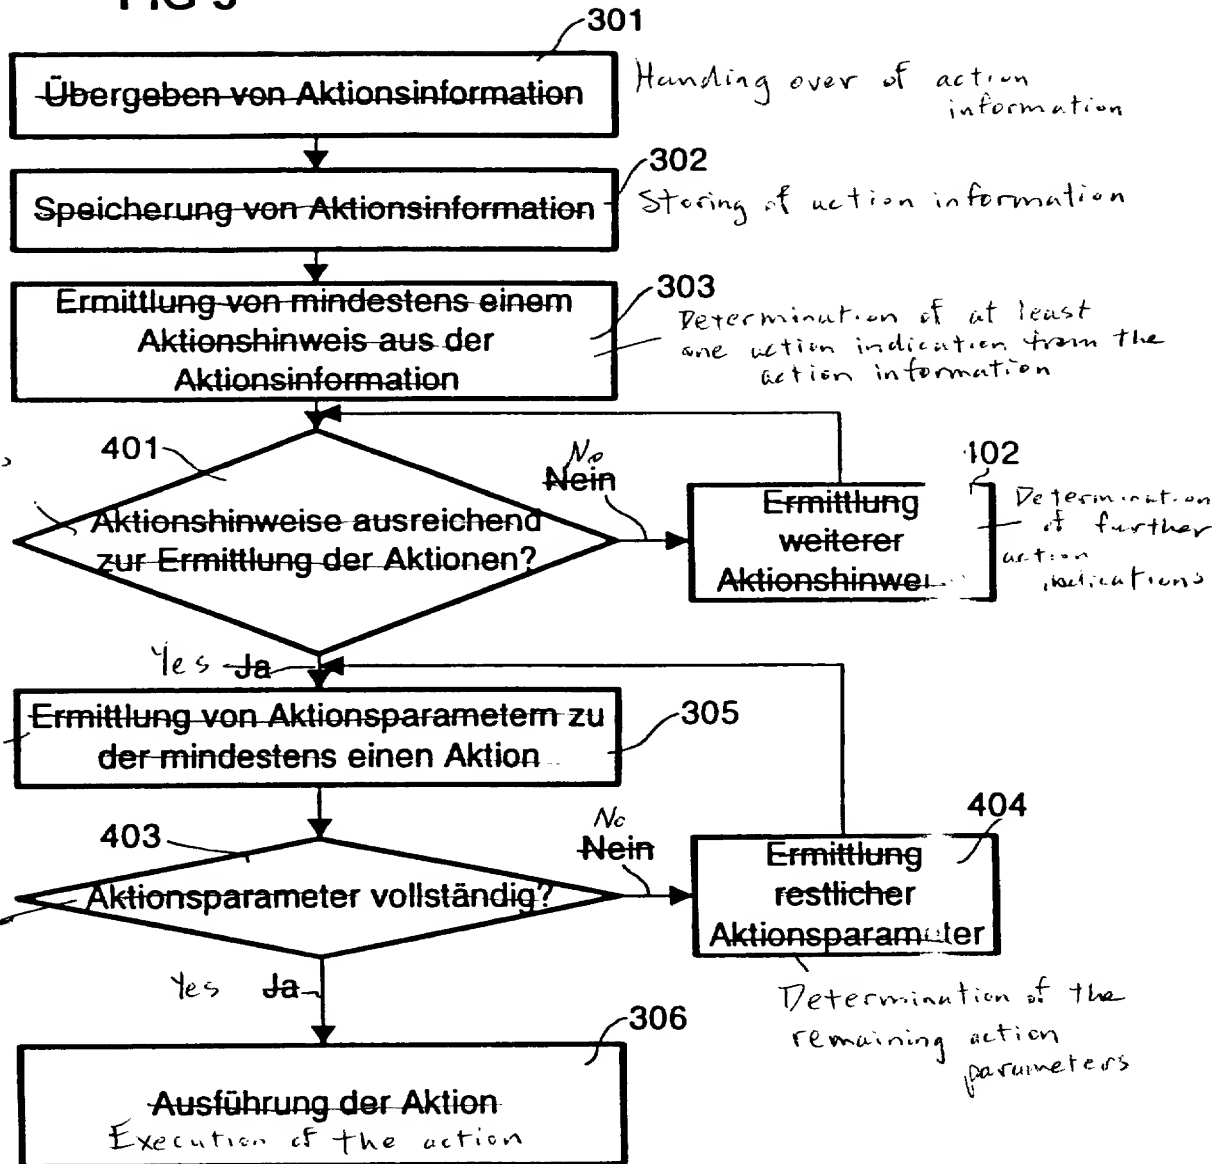 301
Übergeben von Aktionsinformation
Handing over of action
information
302
Speicherung von Aktionsinformation
Storing of action information
303
Ermittlung von mindestens einem
Aktionshinweis aus der
Aktionsinformation
Determination of at least
one action indication from the
action information
401
Aktionshinweise ausreichend
zur Ermittlung der Aktionen?
No
Nein
102
Ermittlung
weiterer
Determination
of further
action
indications
Yes Ja
305
Ermittlung von Aktionsparametern zu
der mindestens einen Aktion
403
Aktionsparameter vollständig?
No
Nein
404
Ermittlung
restlicher
Aktionsparameter
Determination of the
remaining action
parameters
Yes Ja
306
Ausführung der Aktion
Execution of the action